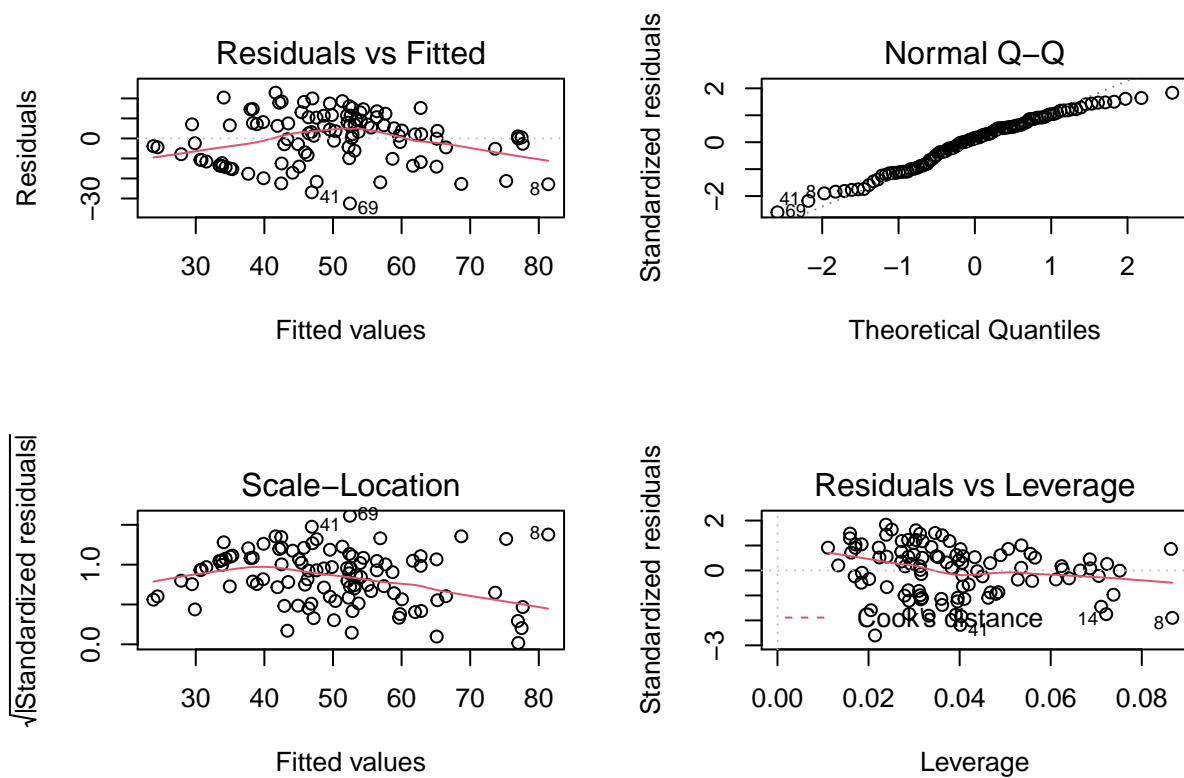 Residuals vs Fitted
Residuals
0
−30
41
69
8
30 40 50 60 70 80
Fitted values
Normal Q−Q
Standardized residuals
2
0
−2
41
8
69
−2 −1 0 1 2
Theoretical Quantiles
Scale−Location
√|Standardized residuals|
1.0
0.0
41
69
8
30 40 50 60 70 80
Fitted values
Residuals vs Leverage
Standardized residuals
2
0
−3
Cook's distance
41
14
8
0.00 0.02 0.04 0.06 0.08
Leverage